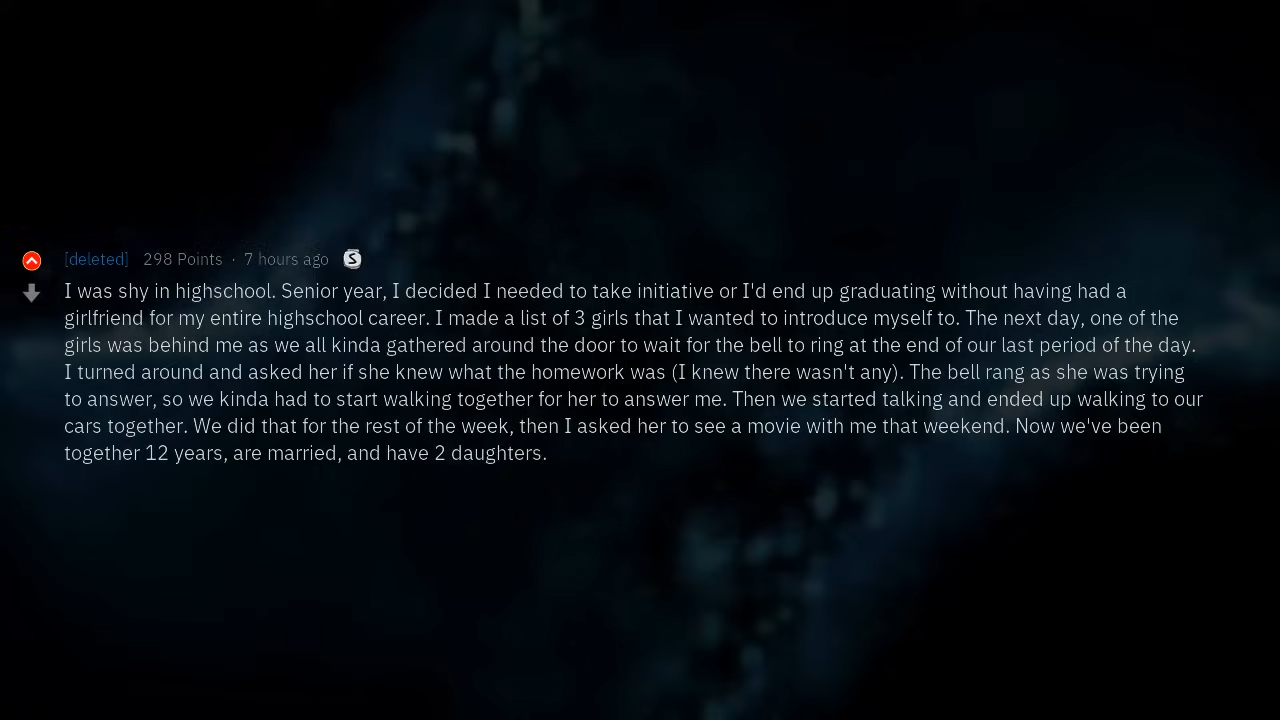 [deleted] 298 Points · 7 hours ago S
I was shy in highschool. Senior year, I decided I needed to take initiative or I'd end up graduating without having had a
girlfriend for my entire highschool career. I made a list of 3 girls that I wanted to introduce myself to. The next day, one of the
girls was behind me as we all kinda gathered around the door to wait for the bell to ring at the end of our last period of the day.
I turned around and asked her if she knew what the homework was (I knew there wasn't any). The bell rang as she was trying
to answer, so we kinda had to start walking together for her to answer me. Then we started talking and ended up walking to our
cars together. We did that for the rest of the week, then I asked her to see a movie with me that weekend. Now we've been
together 12 years, are married, and have 2 daughters.